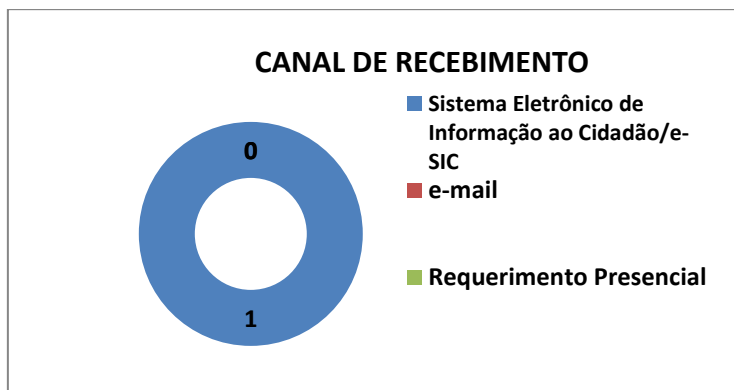 CANAL DE RECEBIMENTO
Sistema Eletrônico de
Informação ao Cidadão/e-
SIC
e-mail
Requerimento Presencial
0
1